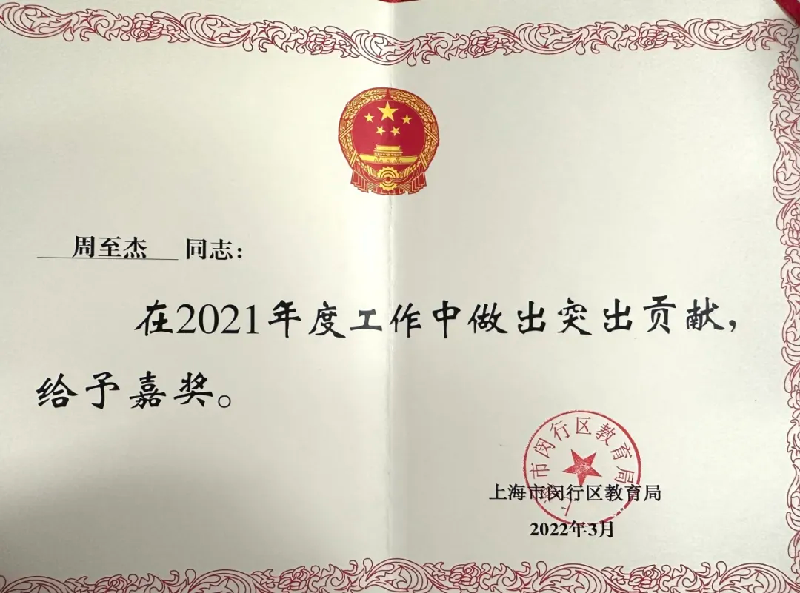 周至杰 同志：
在2021年度工作中做出突出贡献，
给予嘉奖。
上海市闵行区教育局
上海市闵行区教育局
2022年3月